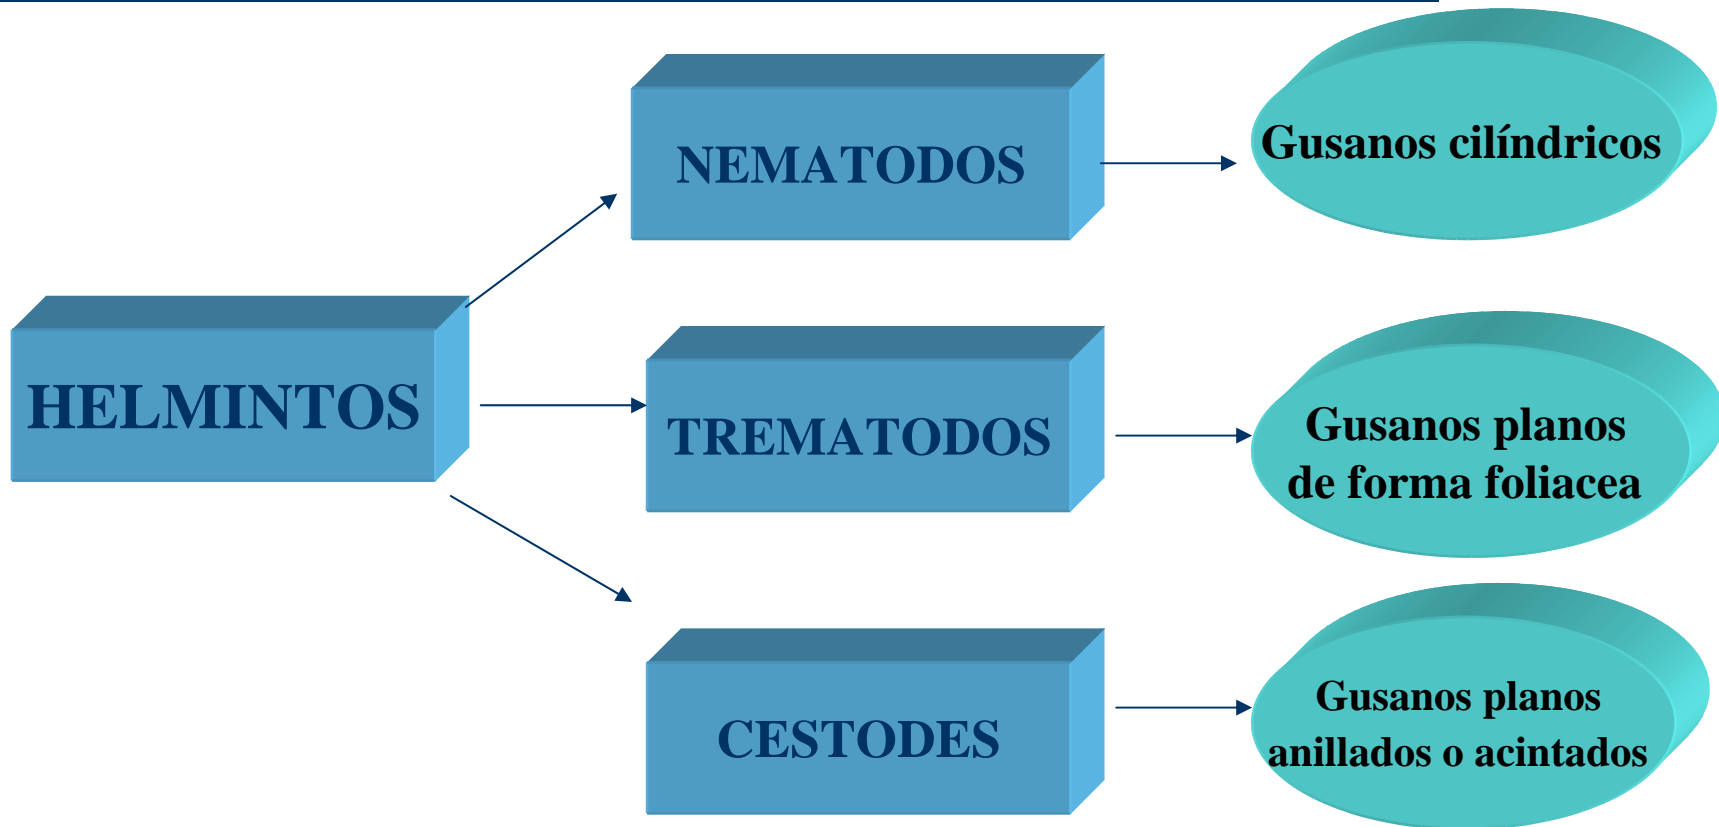 HELMINTOS
NEMATODOS
Gusanos cilíndricos
TREMATODOS
Gusanos planos
de forma foliacea
CESTODES
Gusanos planos
anillados o acintados